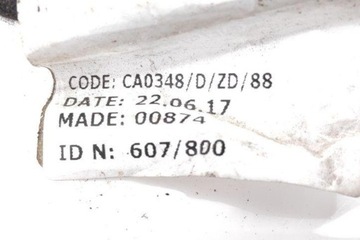 CODE: CA0348/D/ZD/88
DATE: 22.06.17
MADE: 00874
ID N: 607/800